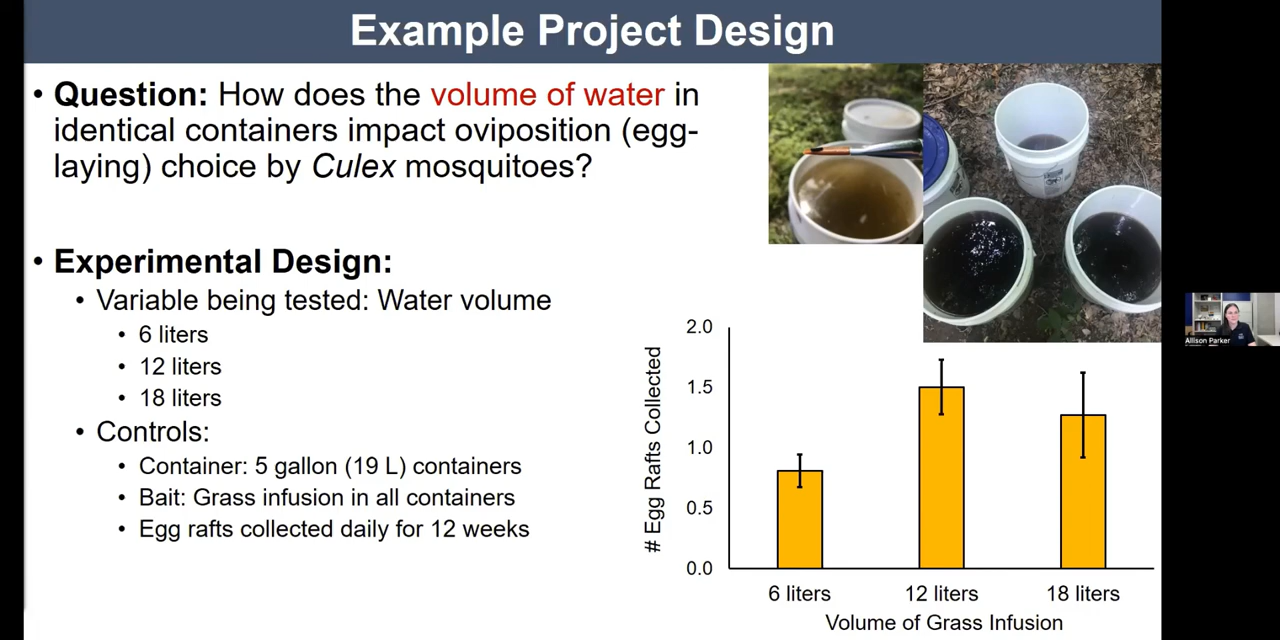 Example Project Design
• Question: How does the volume of water in
identical containers impact oviposition (egg-
laying) choice by Culex mosquitoes?
• Experimental Design:
• Variable being tested: Water volume
• 6 liters
• 12 liters
• 18 liters
• Controls:
• Container: 5 gallon (19 L) containers
• Bait: Grass infusion in all containers
• Egg rafts collected daily for 12 weeks
# Egg Rafts Collected
2.0
1.5
1.0
0.5
0.0
6 liters 12 liters 18 liters
Volume of Grass Infusion
Allison Parker